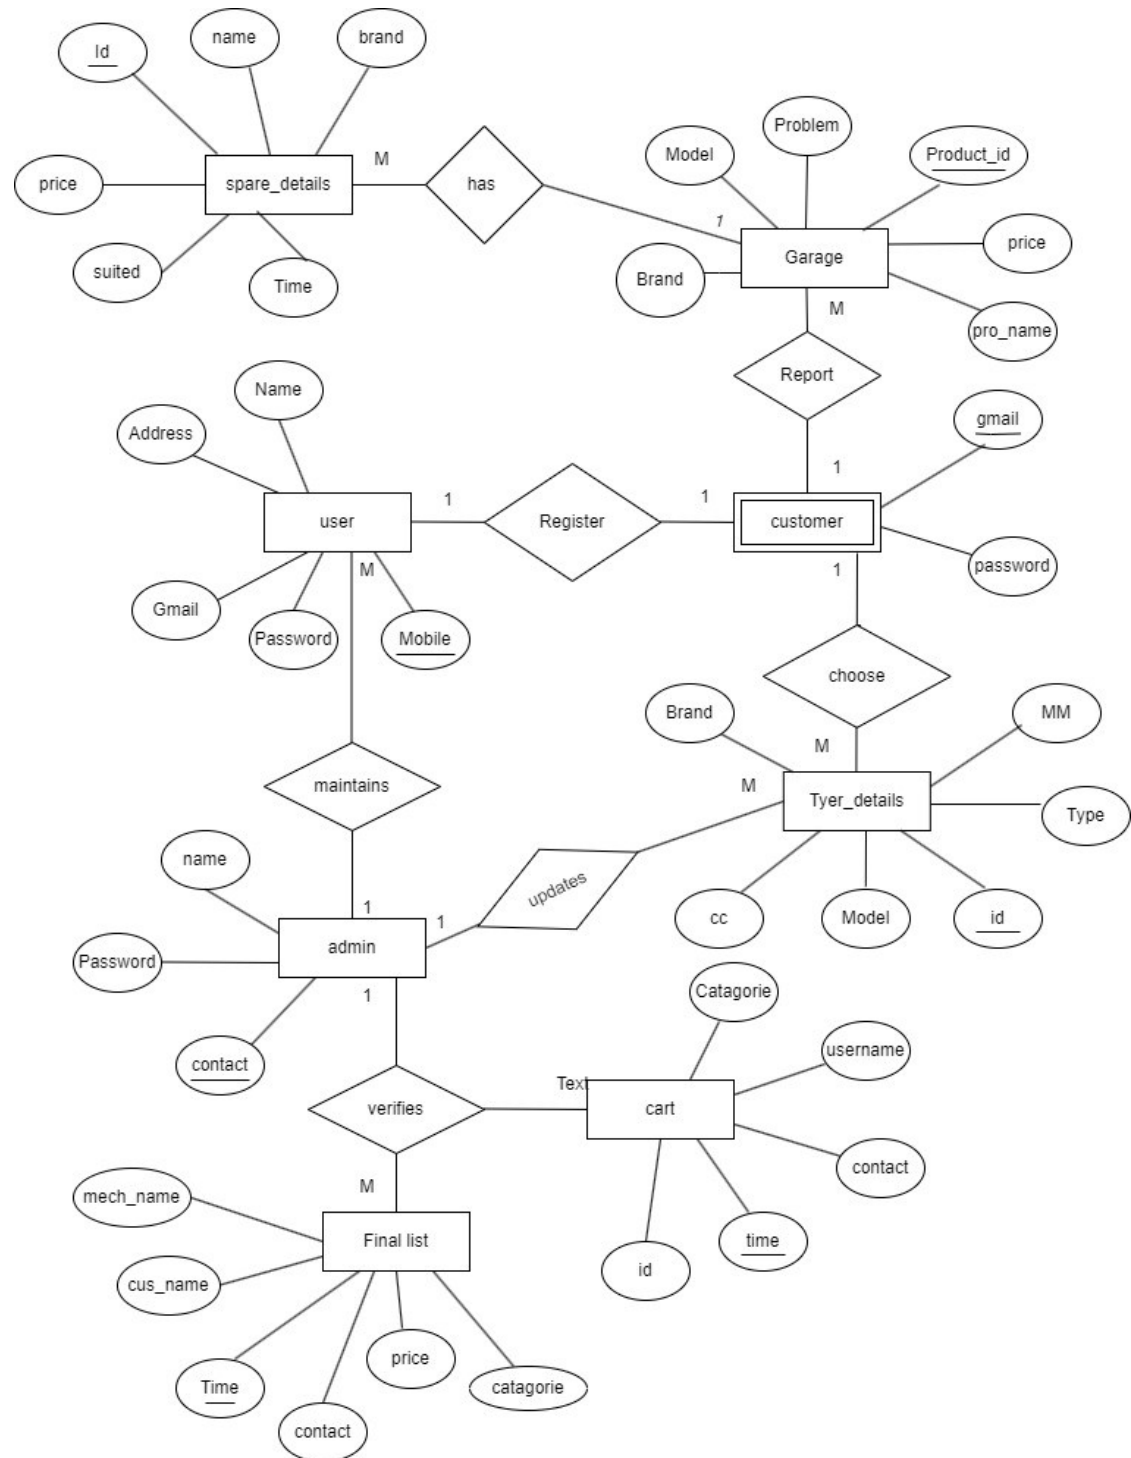 name
brand
Id
Problem
Model
Product_id
M
price
spare_details
has
1
price
Garage
suited
Time
Brand
M
pro_name
Report
Name
gmail
Address
1
1
1
user
Register
customer
password
M
1
Gmail
Password
Mobile
choose
Brand
MM
M
maintains
M
Tyer_details
Type
name
updates
1
1
cc
Model
id
admin
Password
1
Catagorie
contact
username
Text
verifies
cart
contact
M
mech_name
time
Final list
id
cus_name
price
Time
catagorie
contact